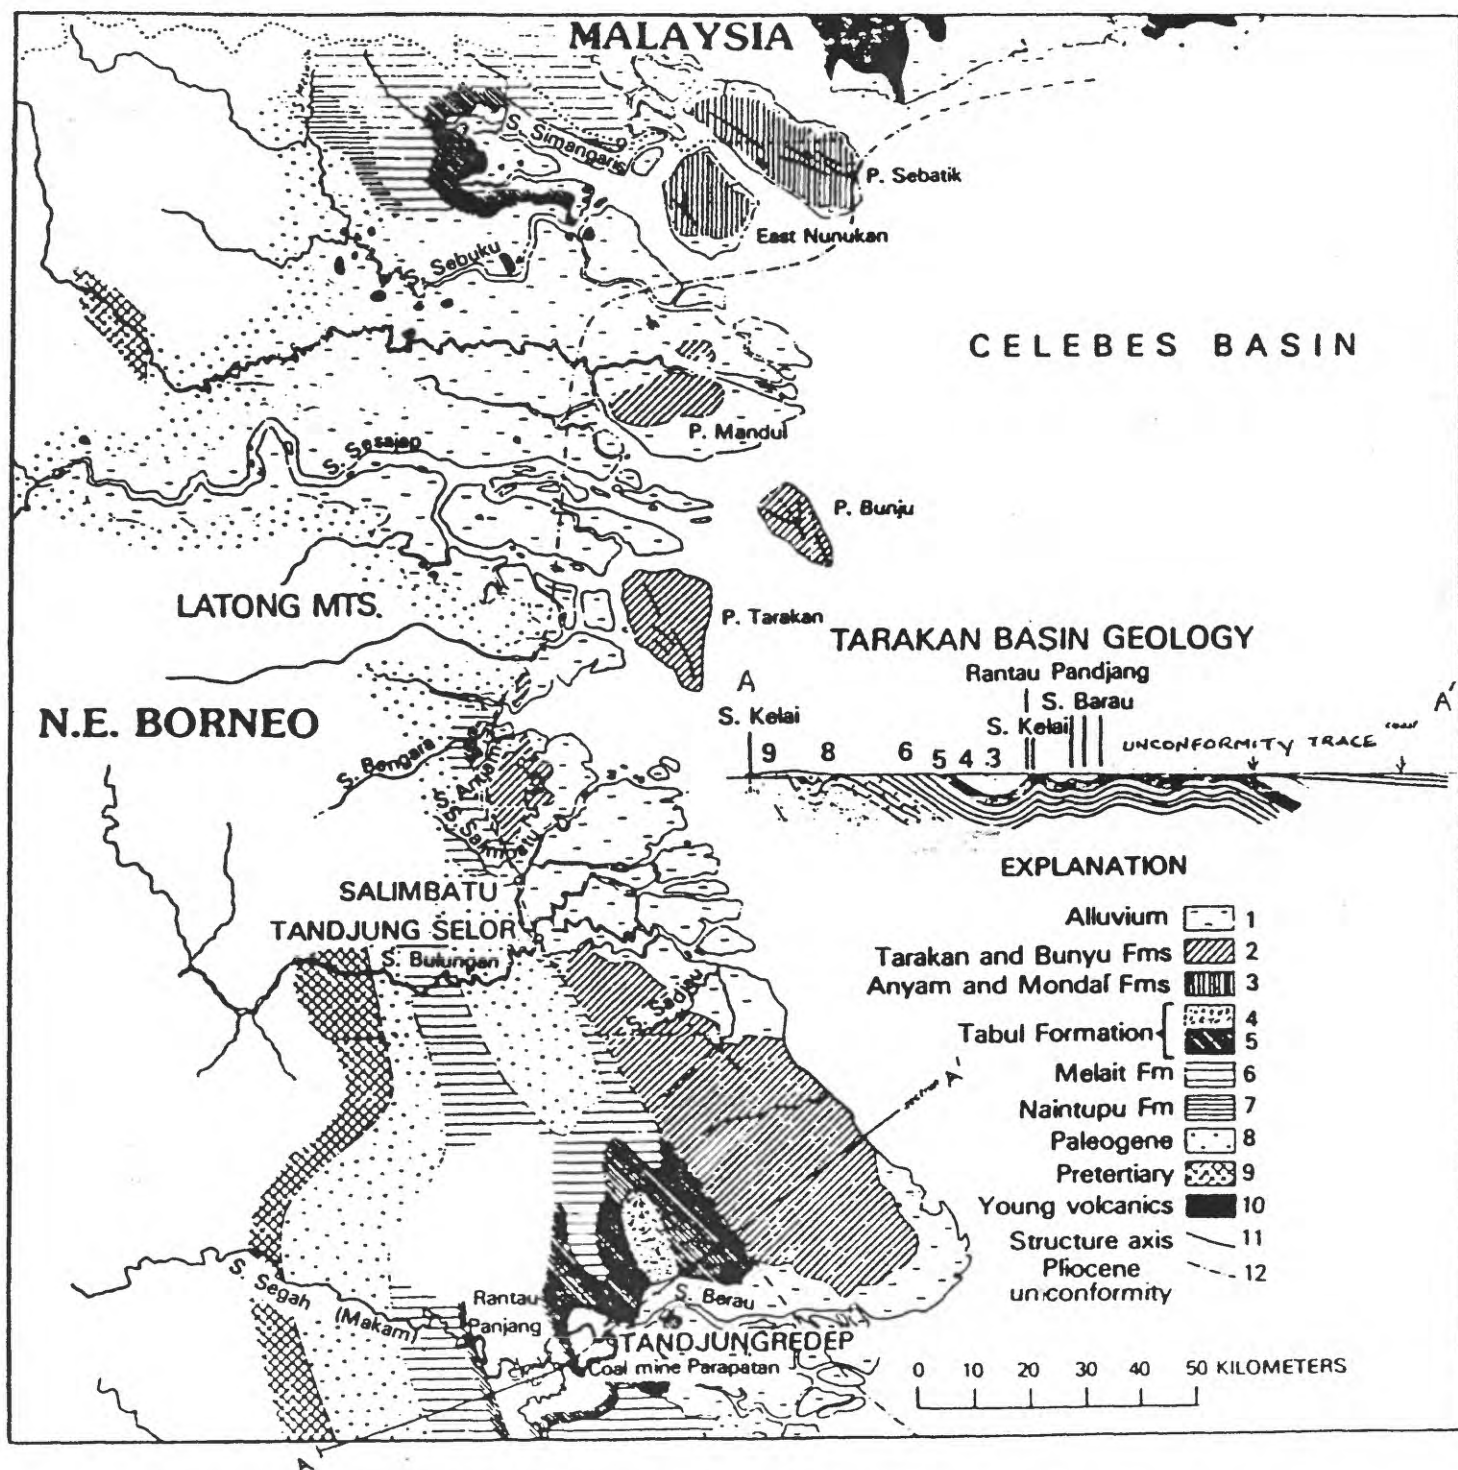 MALAYSIA
S. Simangaris
P. Sebatik
East Nunukan
S. Sebuku
CELEBES BASIN
P. Mandul
S. Sesajap
P. Bunju
LATONG MTS.
P. Tarakan
TARAKAN BASIN GEOLOGY
Rantau Pandjang
A
A'
S. Kelai
S. Barau
S. Kelai
9 8 6 5 4 3
UNCONFORMITY TRACE
N.E. BORNEO
S. Bengara
S. Anjam
S. Salimbatu
EXPLANATION
SALIMBATU
TANDJUNG SELOR
S. Bulungan
S. Sadjau
Alluvium 1
Tarakan and Bunyu Fms 2
Anyam and Mondal Fms 3
Tabul Formation 4
5
Melait Fm 6
Naintupu Fm 7
Paleogene 8
Pretertiary 9
Young volcanics 10
Structure axis 11
Pliocene
unconformity 12
A'
S. Segah
(Makam)
Rantau
Panjang
S. Berau
TANDJUNGREDEP
Coal mine Parapatan
0 10 20 30 40 50 KILOMETERS
A